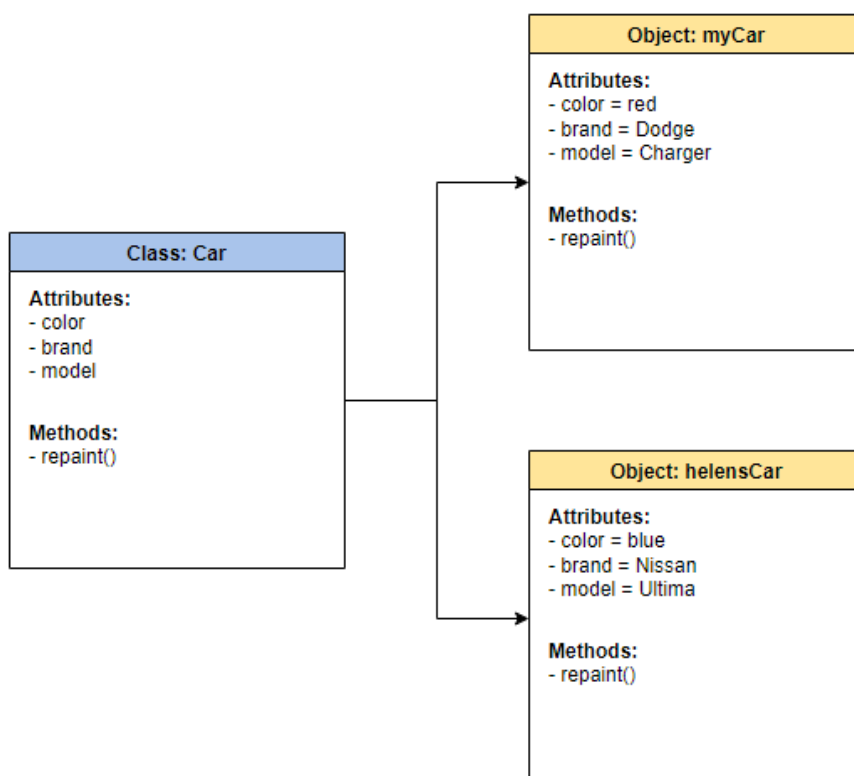 Object: myCar
Attributes:
- color = red
- brand = Dodge
- model = Charger
Methods:
- repaint()
Class: Car
Attributes:
- color
- brand
- model
Methods:
- repaint()
Object: helensCar
Attributes:
- color = blue
- brand = Nissan
- model = Ultima
Methods:
- repaint()